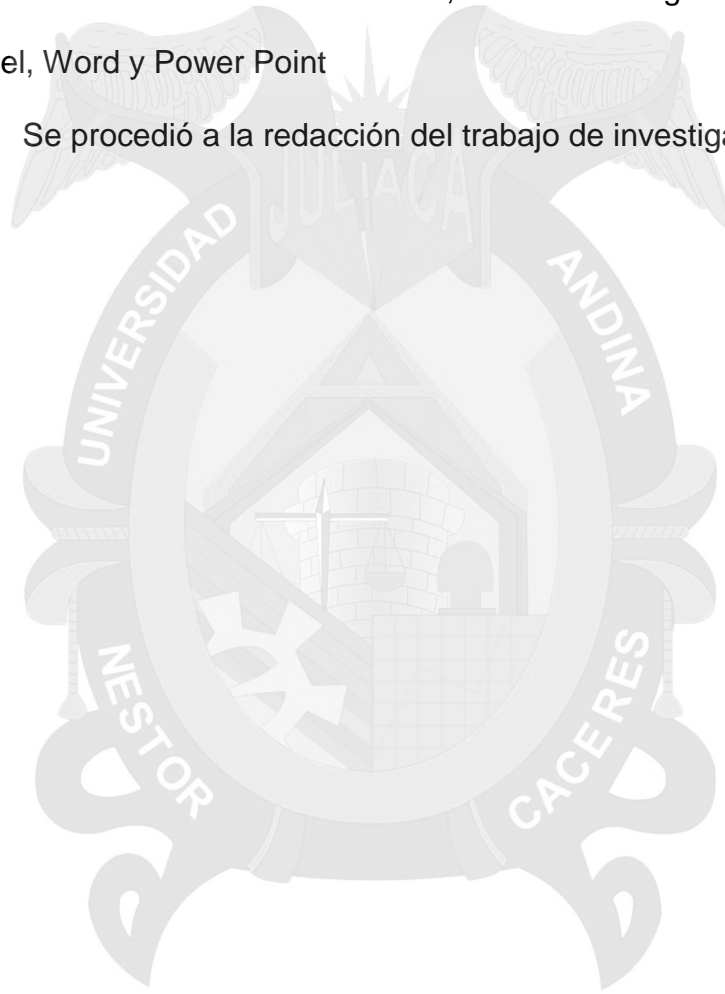 el, Word y Power Point
Se procedió a la redacción del trabajo de investiga
JULIACA
UNIVERSIDAD
ANDINA
NESTOR
CACERES